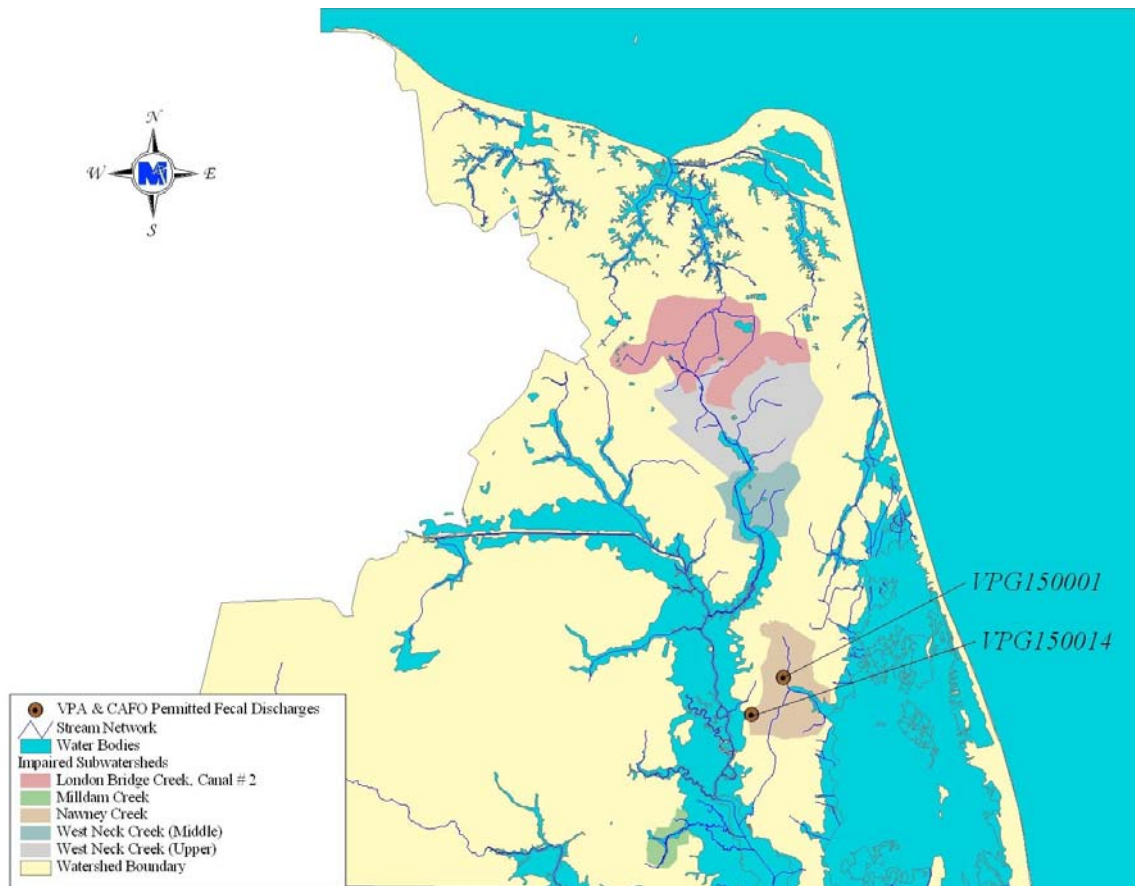 N
W
E
S
M
VPG150001
VPG150014
VPA & CAFO Permitted Fecal Discharges
Stream Network
Water Bodies
Impaired Subwatersheds
London Bridge Creek, Canal # 2
Milldam Creek
Nawney Creek
West Neck Creek (Middle)
West Neck Creek (Upper)
Watershed Boundary